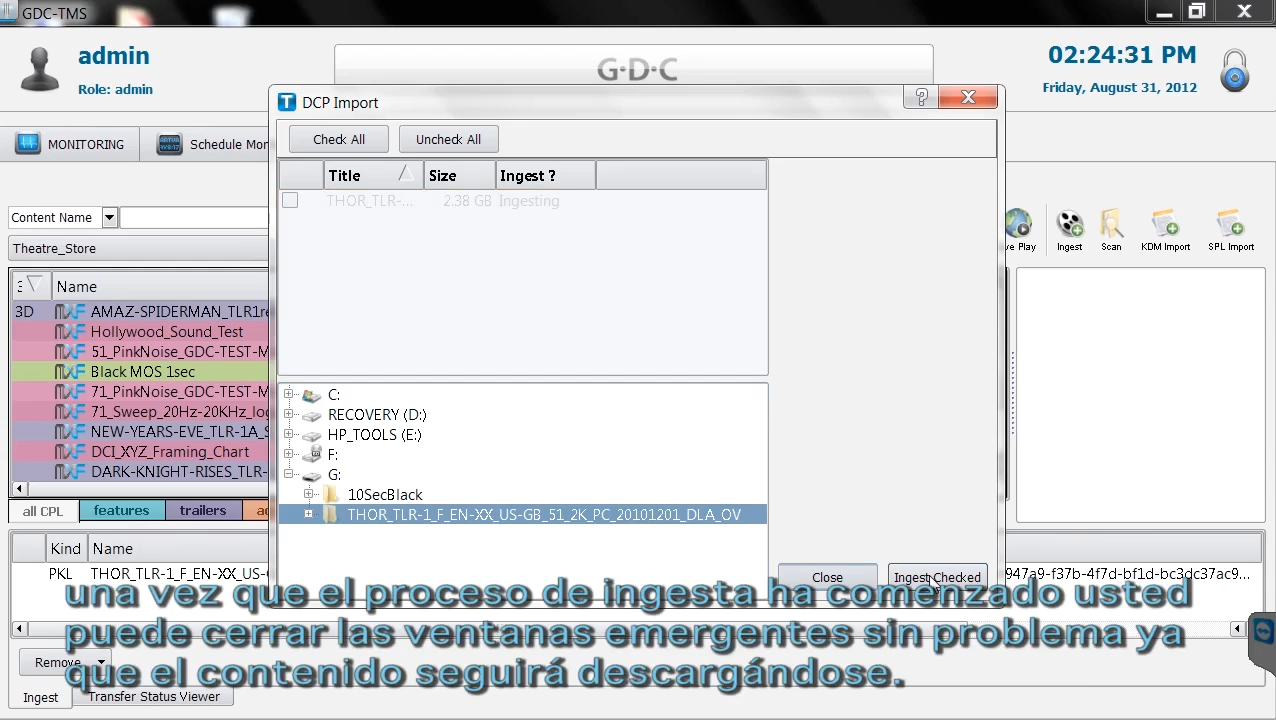 GDC-TMS
admin
Role: admin
G·D·C
02:24:31 PM
Friday, August 31, 2012
DCP Import
MONITORING
Schedule Mor
Check All
Uncheck All
Title
Size
Ingest ?
THOR_TLR-...
2.38 GB
Ingesting
Content Name
Theatre_Store
ve Play
Ingest
Scan
KDM Import
SPL Import
Name
3D
AMAZ-SPIDERMAN_TLR1re
Hollywood_Sound_Test
51_PinkNoise_GDC-TEST-M
Black MOS 1sec
71_PinkNoise_GDC-TEST-M
71_Sweep_20Hz-20KHz_log
NEW-YEARS-EVE_TLR-1A_S
DCI_XYZ_Framing_Chart
DARK-KNIGHT-RISES_TLR-
C:
RECOVERY (D:)
HP_TOOLS (E:)
F:
G:
10SecBlack
THOR_TLR-1_F_EN-XX_US-GB_51_2K_PC_20101201_DLA_OV
all CPL
features
trailers
Kind
Name
PKL
THOR_TLR-1_F_EN-XX_US-
947a9-f37b-4f7d-bf1d-bc3dc37ac9...
Close
Ingest Checked
una vez que el proceso de ingesta ha comenzado usted
puede cerrar las ventanas emergentes sin problema ya
que el contenido seguirá descargándose.
Remove
Ingest
Transfer Status Viewer